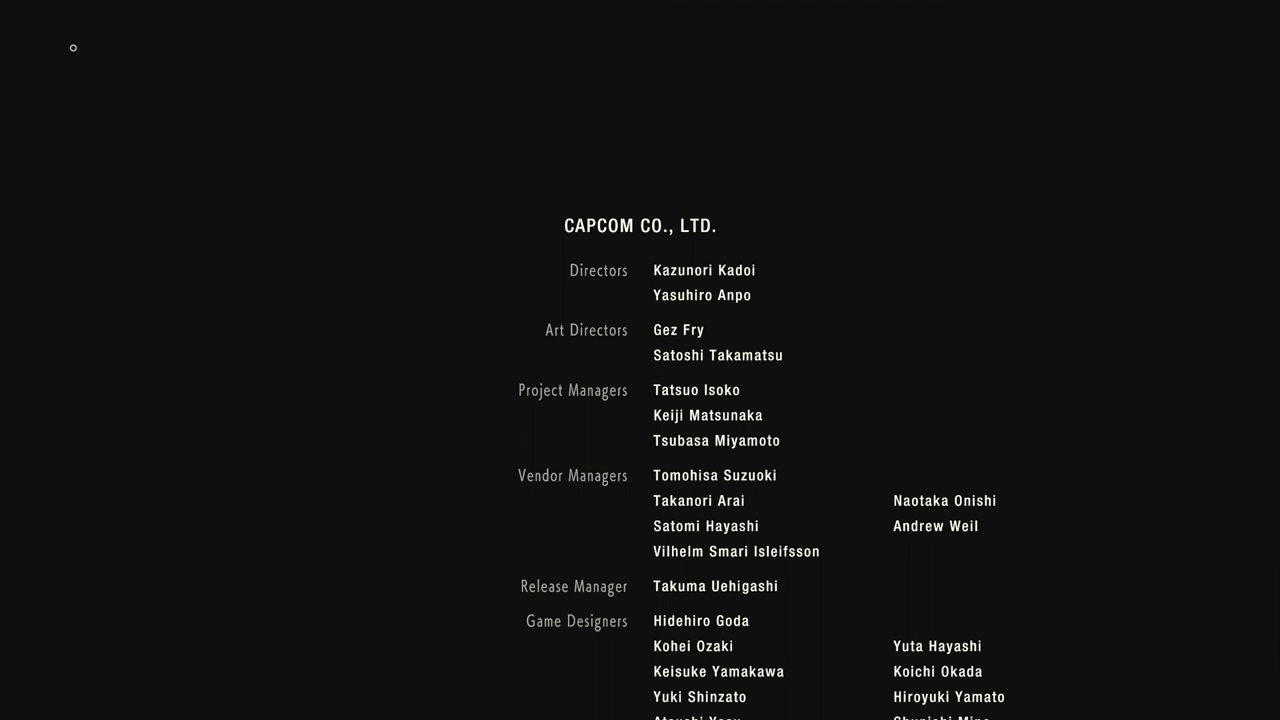 CAPCOM CO., LTD.
Directors Kazunori Kadoi
Yasuhiro Anpo
Art Directors Gez Fry
Satoshi Takamatsu
Project Managers Tatsuo Isoko
Keiji Matsunaka
Tsubasa Miyamoto
Vendor Managers Tomohisa Suzuoki
Takanori Arai Naotaka Onishi
Satomi Hayashi Andrew Weil
Vilhelm Smari Isleifsson
Release Manager Takuma Uehigashi
Game Designers Hidehiro Goda
Kohei Ozaki Yuta Hayashi
Keisuke Yamakawa Koichi Okada
Yuki Shinzato Hiroyuki Yamato